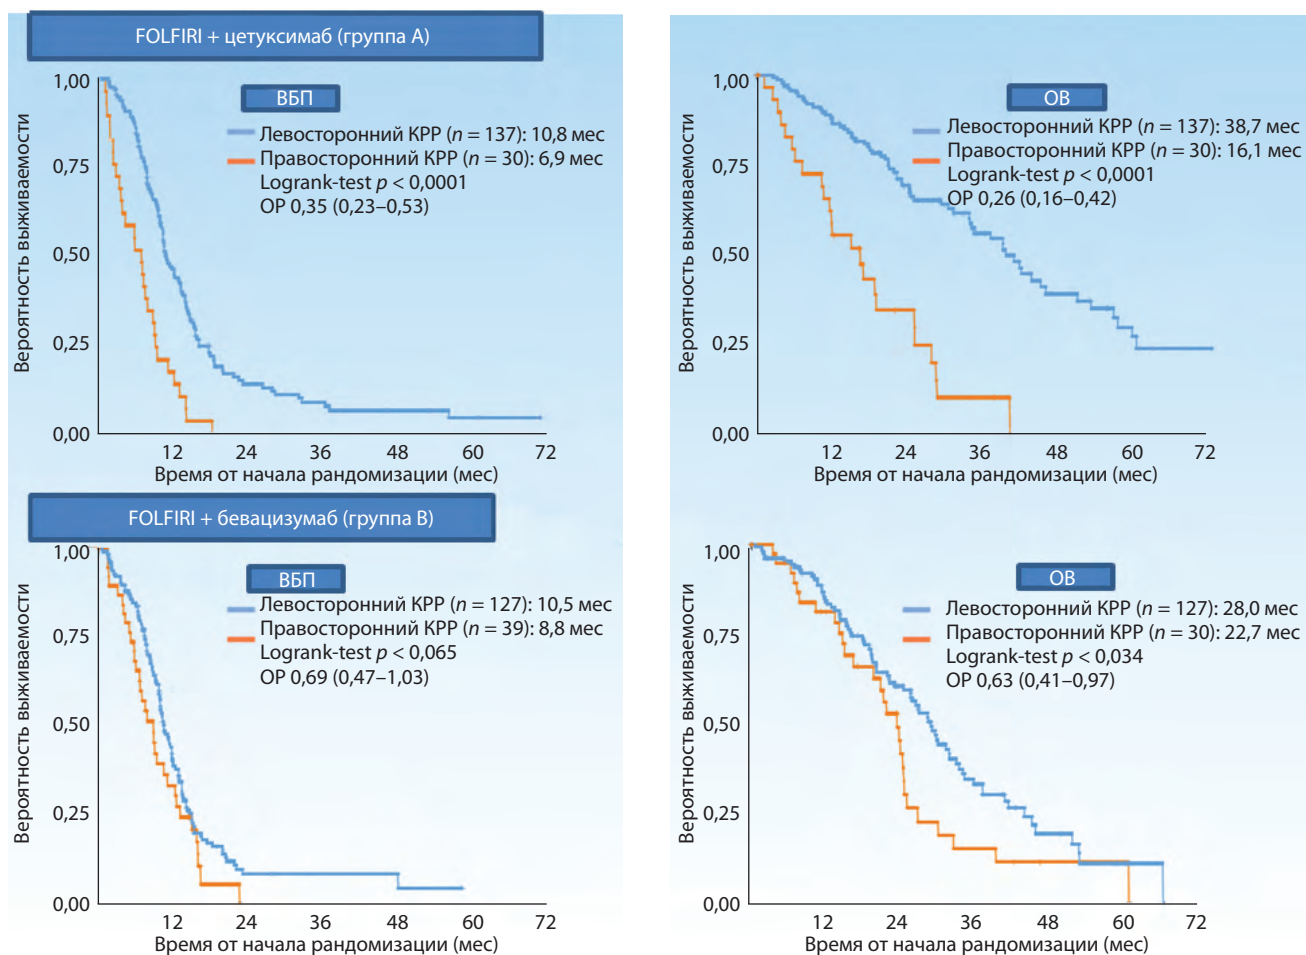 FOLFIRI + цетуксимаб (группа А)
Вероятность выживаемости
1,00
0,75
0,50
0,25
0,00
ВБП
Левосторонний КРР (n = 137): 10,8 мес
Правосторонний КРР (n = 30): 6,9 мес
Logrank-test p < 0,0001
ОР 0,35 (0,23–0,53)
12 24 36 48 60 72
Время от начала рандомизации (мес)
Вероятность выживаемости
1,00
0,75
0,50
0,25
0,00
ОВ
Левосторонний КРР (n = 137): 38,7 мес
Правосторонний КРР (n = 30): 16,1 мес
Logrank-test p < 0,0001
ОР 0,26 (0,16–0,42)
12 24 36 48 60 72
Время от начала рандомизации (мес)
FOLFIRI + бевацизумаб (группа В)
Вероятность выживаемости
1,00
0,75
0,50
0,25
0,00
ВБП
Левосторонний КРР (n = 127): 10,5 мес
Правосторонний КРР (n = 39): 8,8 мес
Logrank-test p < 0,065
ОР 0,69 (0,47–1,03)
12 24 36 48 60 72
Время от начала рандомизации (мес)
Вероятность выживаемости
1,00
0,75
0,50
0,25
0,00
ОВ
Левосторонний КРР (n = 127): 28,0 мес
Правосторонний КРР (n = 30): 22,7 мес
Logrank-test p < 0,034
ОР 0,63 (0,41–0,97)
12 24 36 48 60 72
Время от начала рандомизации (мес)